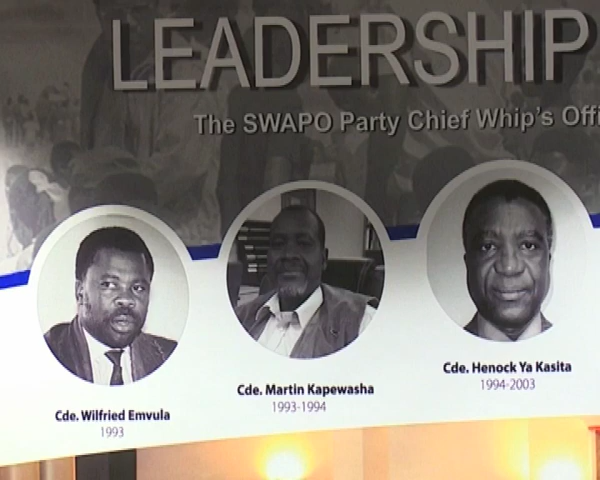 LEADERSHIP
The SWAPO Party Chief Whip's Offi
Cde. Wilfried Emvula
1993
Cde. Martin Kapewasha
1993-1994
Cde. Henock Ya Kasita
1994-2003